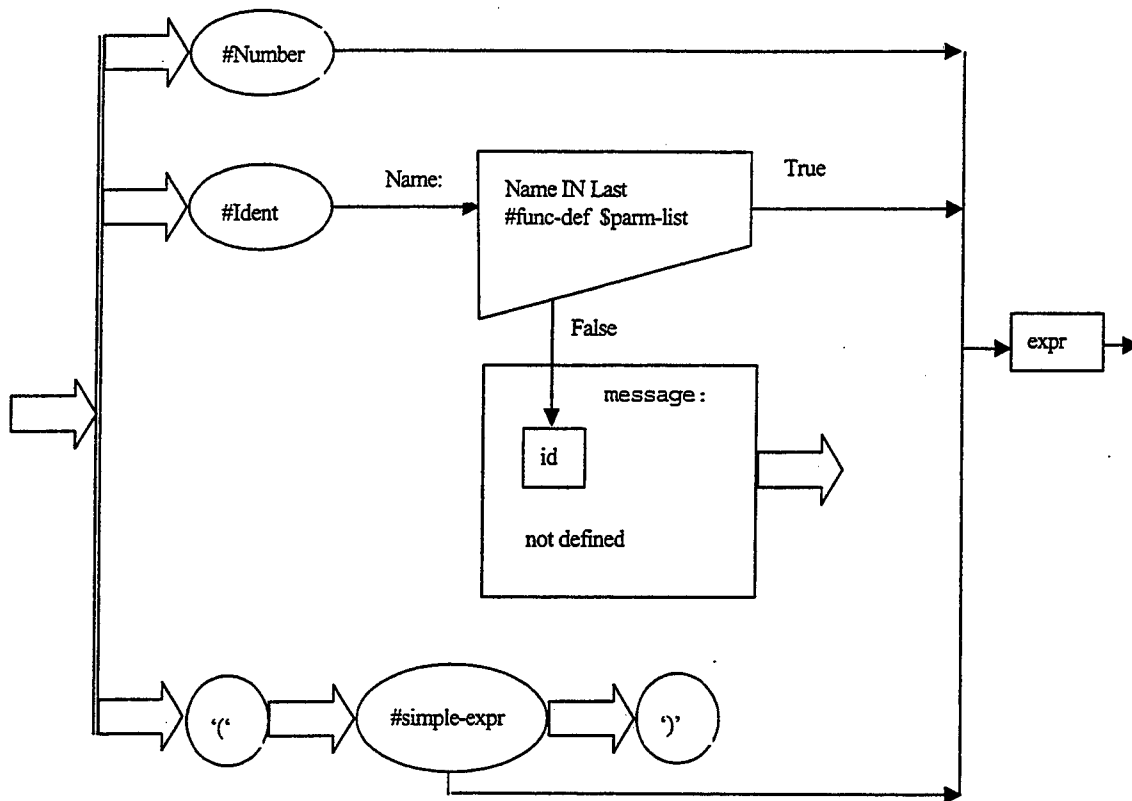 #Number
Name:
True
#Ident
Name IN Last
#func-def $parm-list
False
expr
message:
id
not defined
‘(‘
#simple-expr
‘)’